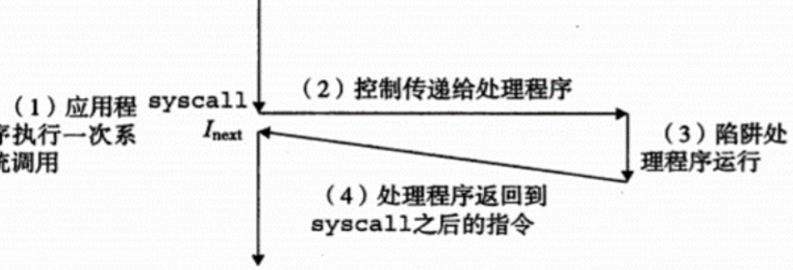 （1）应用程
序执行一次系
统调用
syscall
Inext
（2）控制传递给处理程序
（3）陷阱处
理程序运行
（4）处理程序返回到
syscall之后的指令